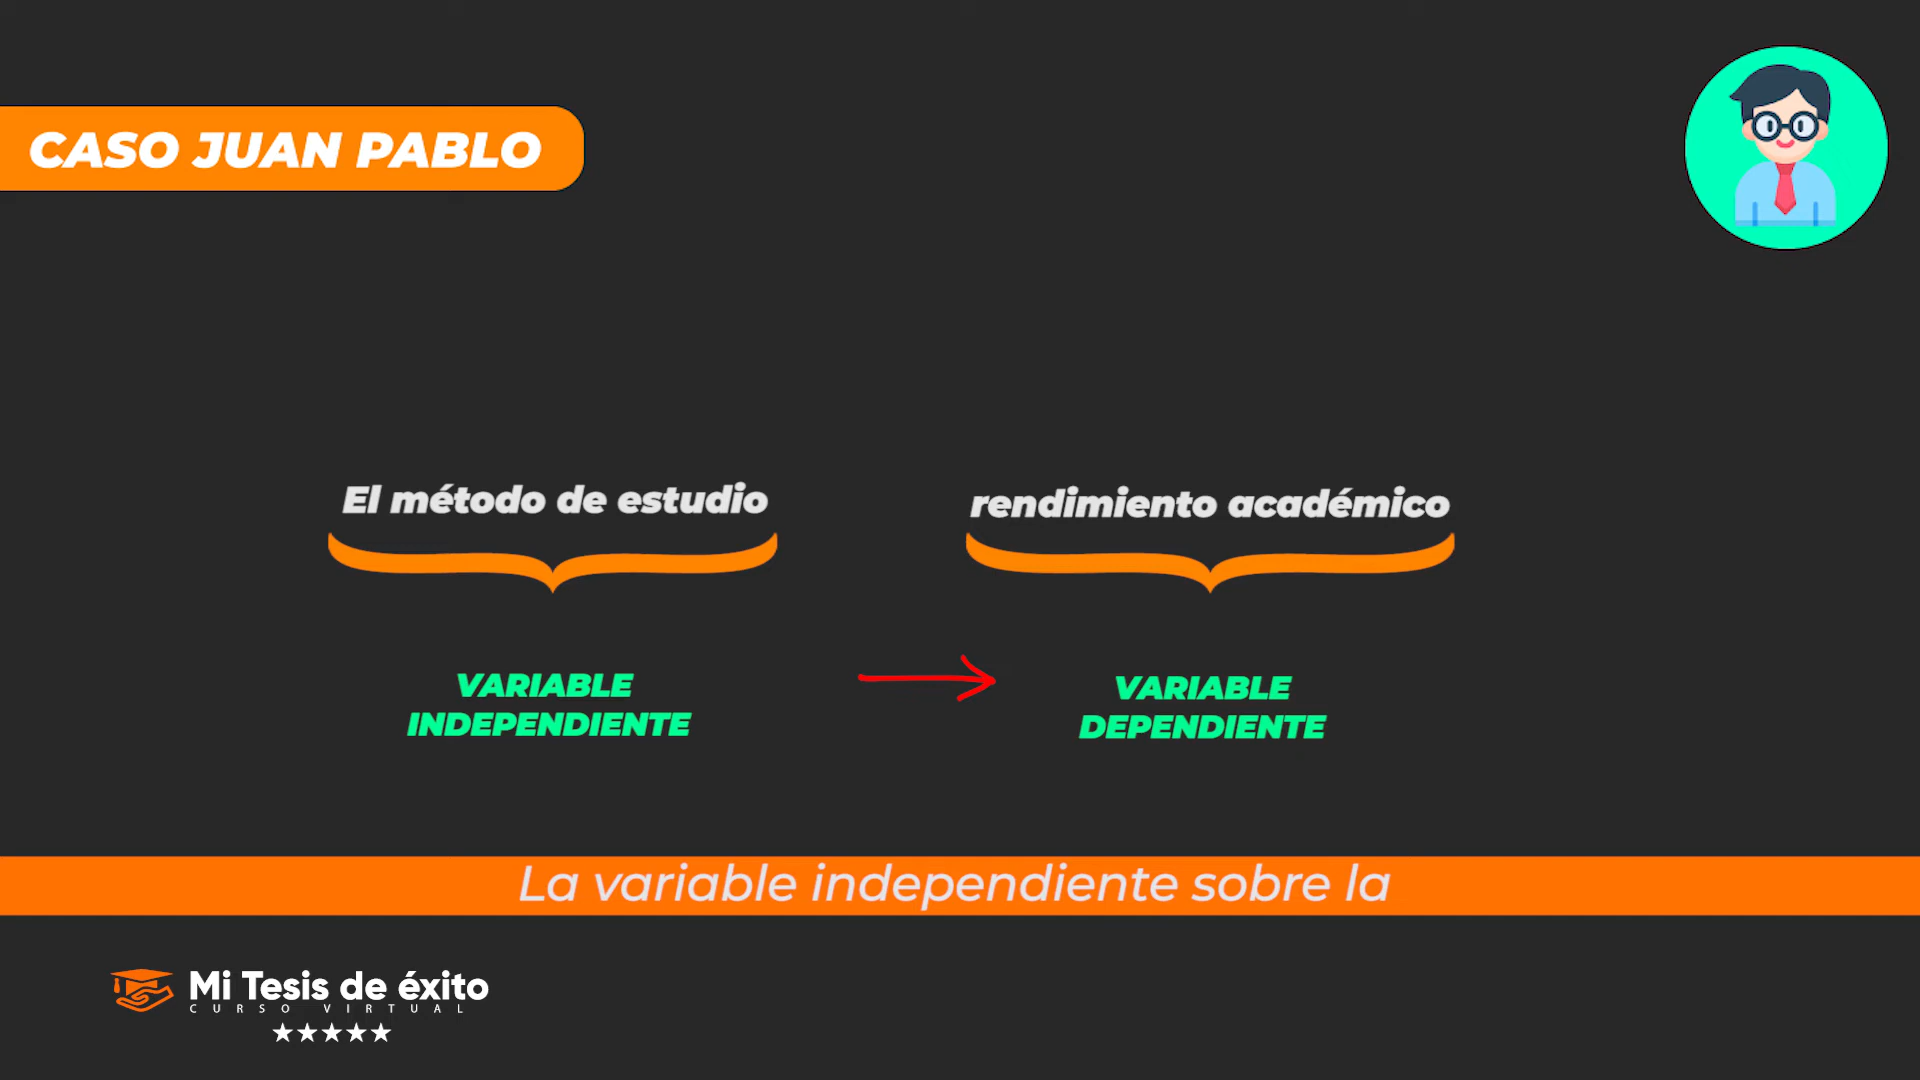 CASO JUAN PABLO
El método de estudio
rendimiento académico
VARIABLE
INDEPENDIENTE
VARIABLE
DEPENDIENTE
La variable independiente sobre la
Mi Tesis de éxito
CURSO VIRTUAL